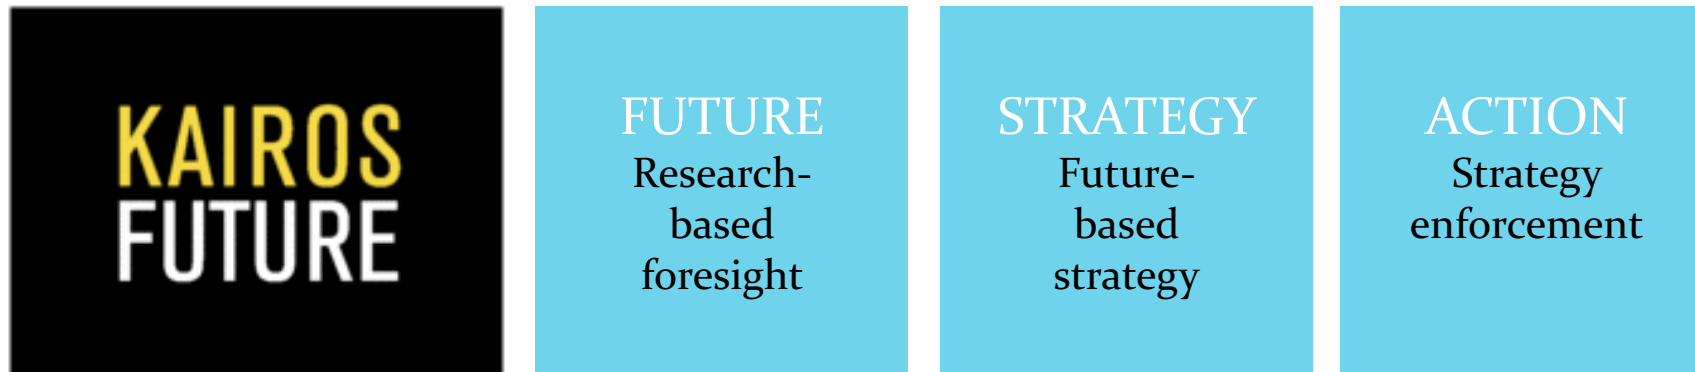 KAIROS
FUTURE
FUTURE
Research-
based
foresight
STRATEGY
Future-
based
strategy
ACTION
Strategy
enforcement